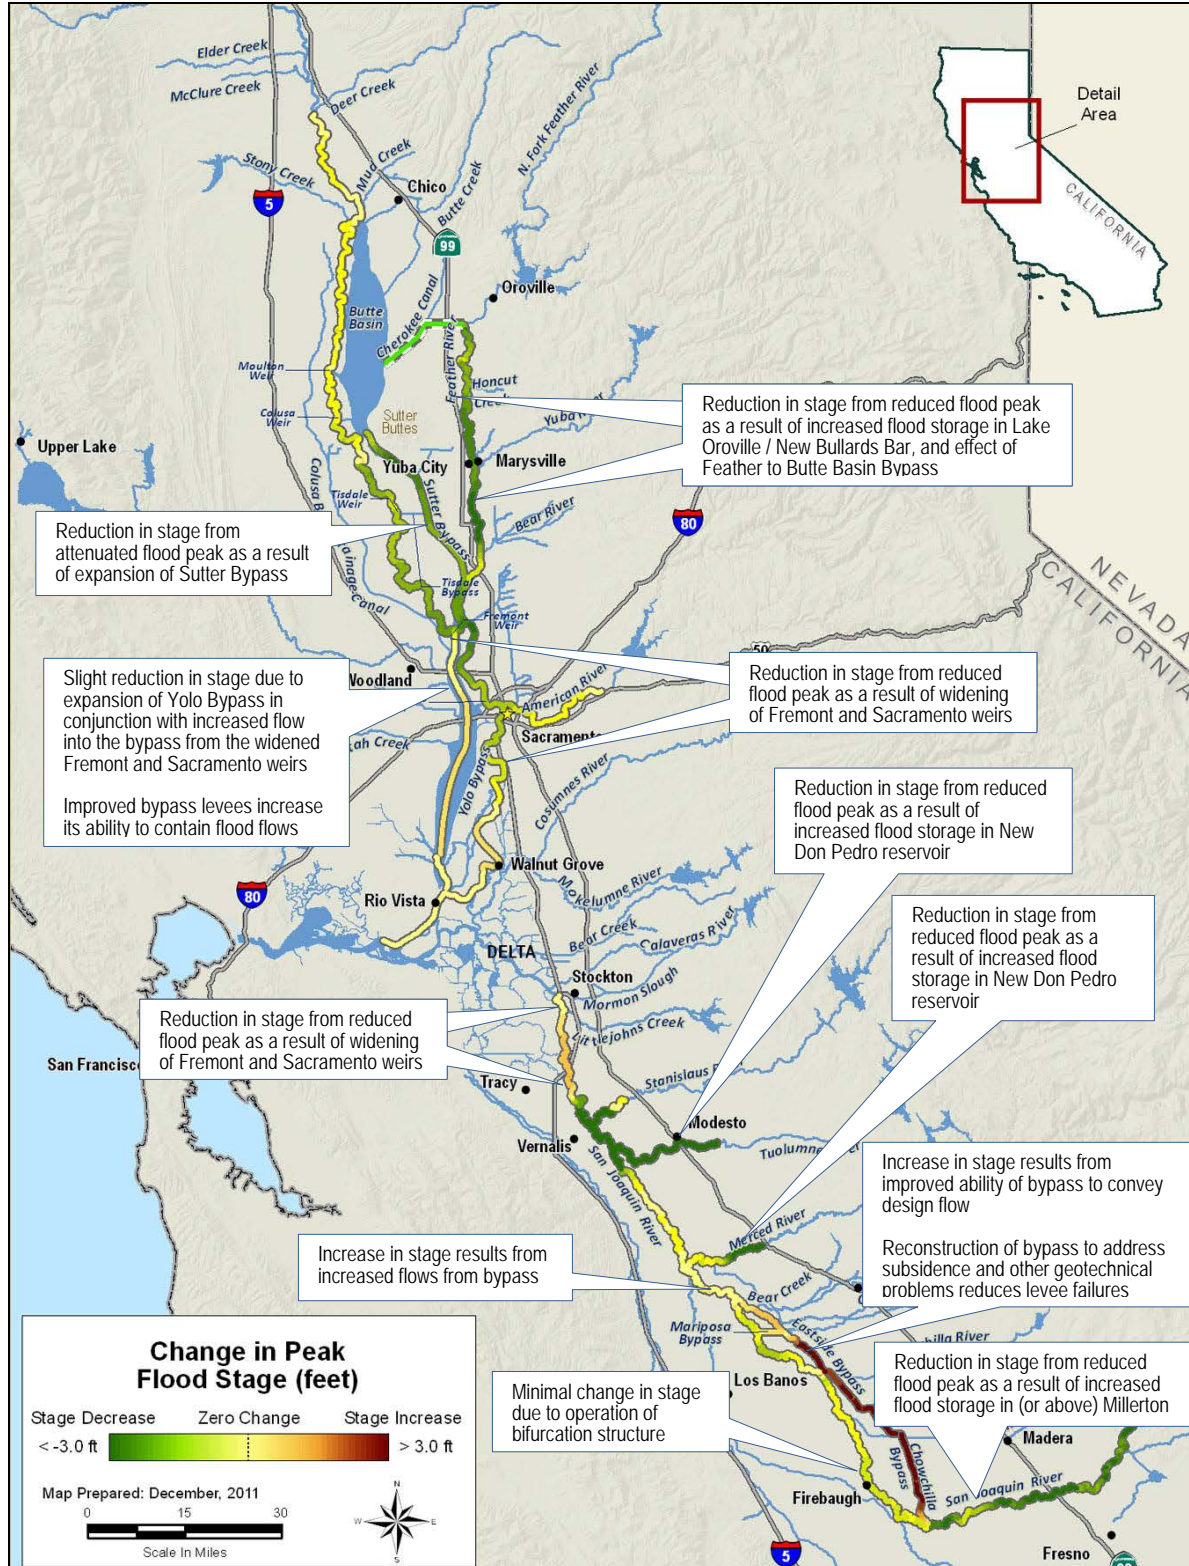 Elder Creek
McClure Creek
Deer Creek
N. Fork Feather River
Detail
Area
CALIFORNIA
Stony Creek
Mud Creek
Chico
Butte Creek
5
99
Oroville
Butte
Basin
Cherokee Canal
Feather River
Moulton
Weir
Honcut
Creek
Colusa
Weir
Sutter
Buttes
Yuba
Upper Lake
Yuba City
Marysville
Reduction in stage from reduced flood peak
as a result of increased flood storage in Lake
Oroville / New Bullards Bar, and effect of
Feather to Butte Basin Bypass
Tisdale
Weir
Sutter Bypass
Bear River
80
Reduction in stage from
attenuated flood peak as a result
of expansion of Sutter Bypass
Colusa B
ainage Canal
Tisdale
Bypass
Fremont
Weir
NEVADA
CALIFORNIA
50
Slight reduction in stage due to
expansion of Yolo Bypass in
conjunction with increased flow
into the bypass from the widened
Fremont and Sacramento weirs
Improved bypass levees increase
its ability to contain flood flows
Woodland
American River
Sacramento
Reduction in stage from reduced
flood peak as a result of widening
of Fremont and Sacramento weirs
tah Creek
Yolo Bypass
Cosumnes River
Reduction in stage from reduced
flood peak as a result of
increased flood storage in New
Don Pedro reservoir
Walnut Grove
80
Rio Vista
Mokelumne River
Reduction in stage from
reduced flood peak as a
result of increased flood
storage in New Don Pedro
reservoir
Bear Creek
Calaveras River
DELTA
Stockton
Mormon Slough
Littlejohns Creek
Reduction in stage from reduced
flood peak as a result of widening
of Fremont and Sacramento weirs
San Francisco
Tracy
Stanislaus
Modesto
Vernalis
Tuolumne
San Joaquin River
Increase in stage results from
improved ability of bypass to convey
design flow
Reconstruction of bypass to address
subsidence and other geotechnical
problems reduces levee failures
Merced River
Increase in stage results from
increased flows from bypass
Bear Creek
Mariposa
Bypass
Eastside Bypass
hilla River
Reduction in stage from reduced
flood peak as a result of increased
flood storage in (or above) Millerton
Los Banos
Minimal change in stage
due to operation of
bifurcation structure
Chowchilla
Bypass
Madera
San Joaquin River
Firebaugh
Fresno
5
99
Change in Peak
Flood Stage (feet)
Stage Decrease Zero Change Stage Increase
< -3.0 ft > 3.0 ft
Map Prepared: December, 2011
0 15 30
Scale In Miles
N
W E
S